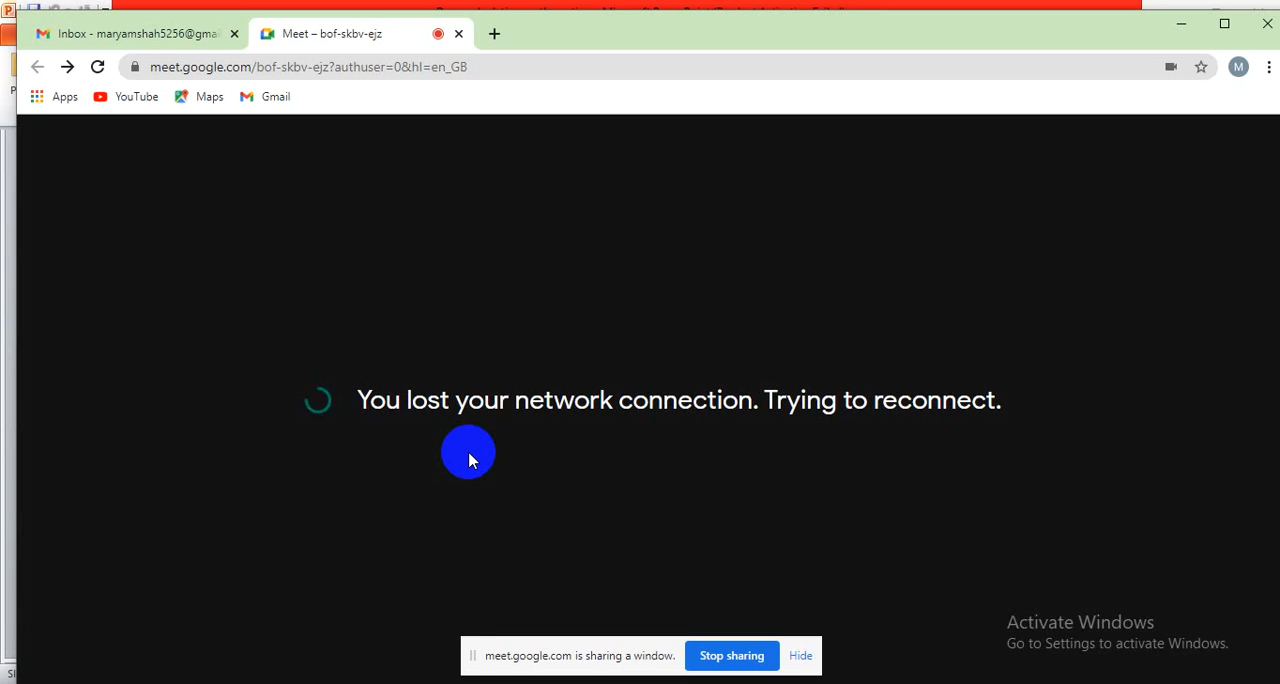 Inbox - maryamshah5256@gmai
Meet – bof-skbv-ejz
meet.google.com/bof-skbv-ejz?authuser=0&hl=en_GB
M
Apps
YouTube
Maps
Gmail
You lost your network connection. Trying to reconnect.
Activate Windows
Go to Settings to activate Windows.
meet.google.com is sharing a window.
Stop sharing
Hide